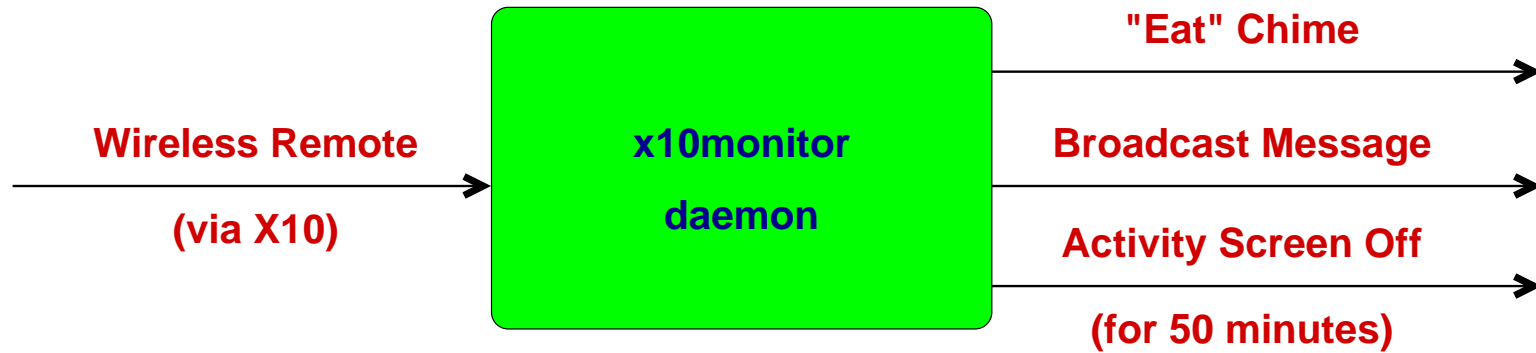 Wireless Remote
(via X10)
x10monitor
daemon
"Eat" Chime
Broadcast Message
Activity Screen Off
(for 50 minutes)